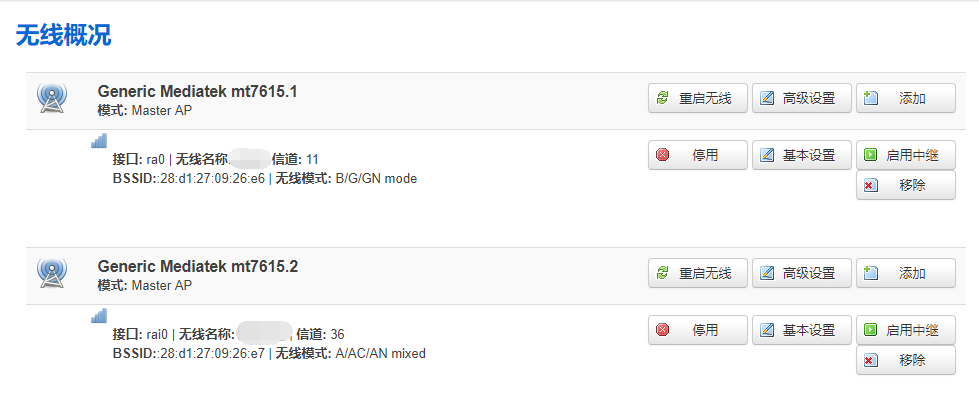 无线概况
Generic Mediatek mt7615.1
模式: Master AP
重启无线
高级设置
添加
接口: ra0 | 无线名称 信道: 11
BSSID::28:d1:27:09:26:e6 | 无线模式: B/G/GN mode
停用
基本设置
启用中继
移除
Generic Mediatek mt7615.2
模式: Master AP
重启无线
高级设置
添加
接口: rai0 | 无线名称: | 信道: 36
BSSID::28:d1:27:09:26:e7 | 无线模式: A/AC/AN mixed
停用
基本设置
启用中继
移除